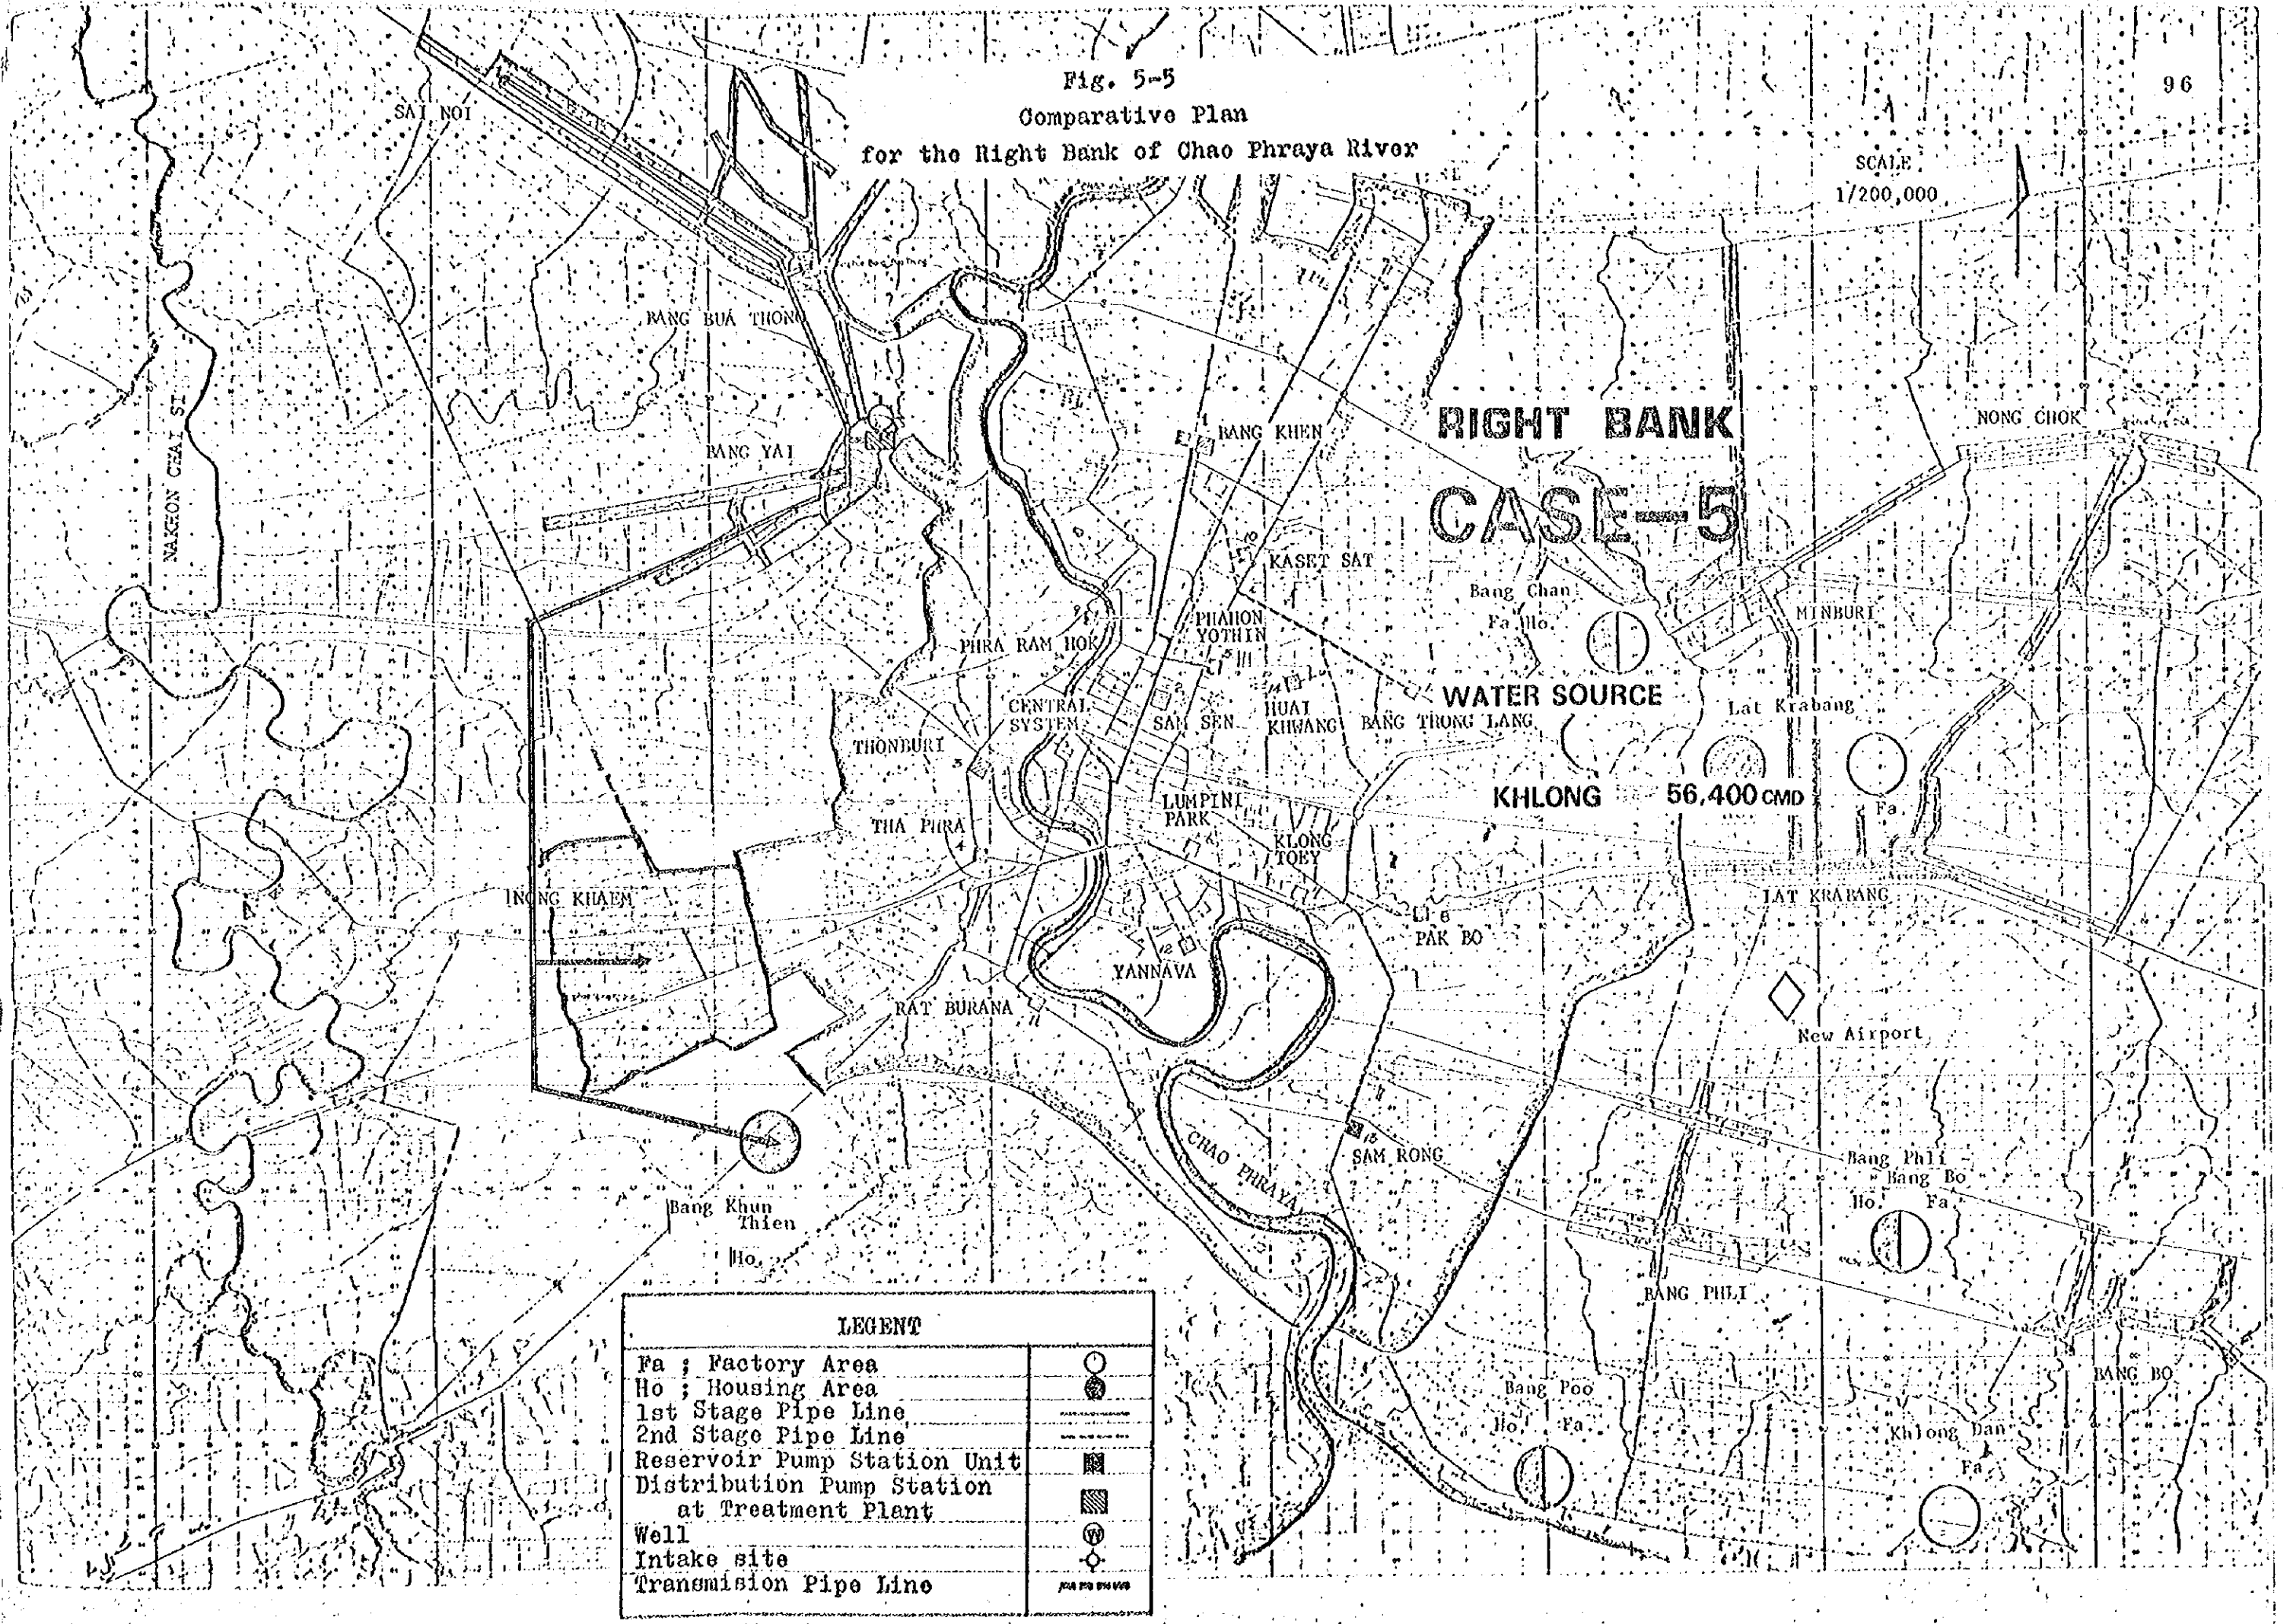 Fig. 5-5
Comparative Plan
for the Right Bank of Chao Phraya River
96
SCALE
1/200,000
SAI NOI
BANG BUA THONG
NAKHON CHAI SI
BANG YAI
BANG KHEN
RIGHT BANK
CASE-5
NONG CHOK
KASET SAT
Bang Chan
Fa Ho
MINBURI
PHRA RAM HOK
PHAHON
YOTHIN
WATER SOURCE
Lat Krabang
CENTRAL
SYSTEM
SAM SEN
HUAI
KHWANG
BANG TRONG LANG
THONBURI
KHLONG 56,400 CMD
Fa
LUMPINI
PARK
THA PHRA
KLONG
TOEY
NONG KHAEM
LAT KRABANG
PAK BO
YANNAVA
RAT BURANA
New Airport
CHAO PHRAYA
SAM RONG
Bang Phli
Bang Bo
Ho Fa
Bang Khun
Thien
Ho
BANG PHLI
BANG BO
Bang Poo
Ho Fa
Khlong Dan
Fa
LEGENT
Fa ; Factory Area
Ho ; Housing Area
1st Stage Pipe Line
2nd Stage Pipe Line
Reservoir Pump Station Unit
Distribution Pump Station
at Treatment Plant
Well
W
Intake site
Transmision Pipe Line